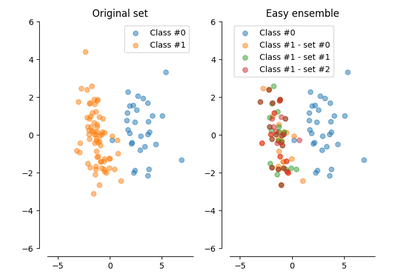 Original set
Easy ensemble
6
4
2
0
−2
−4
−6
−5
0
5
Class #0
Class #1
6
4
2
0
−2
−4
−6
−5
0
5
Class #0
Class #1 - set #0
Class #1 - set #1
Class #1 - set #2